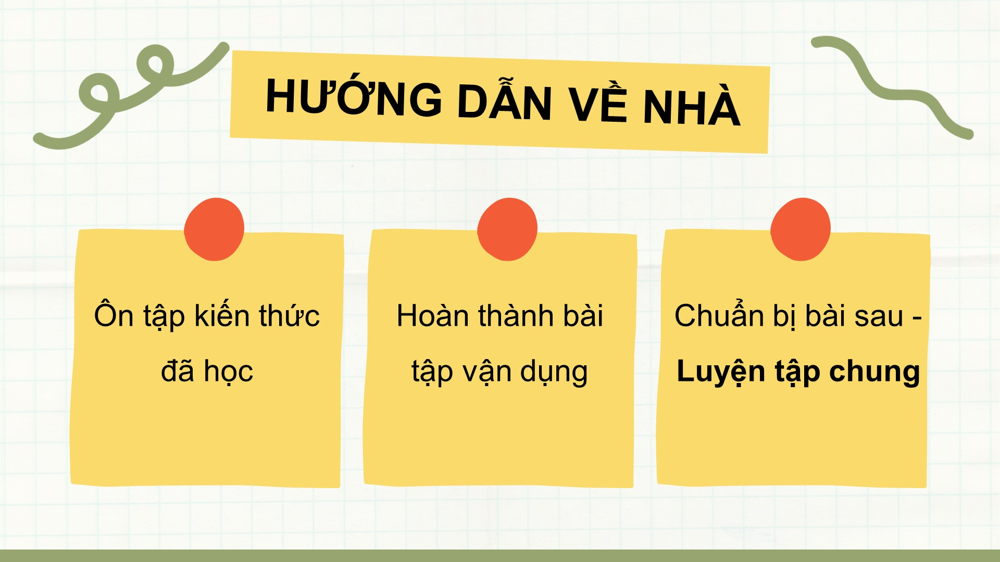 HƯỚNG DẪN VỀ NHÀ
Ôn tập kiến thức
đã học
Hoàn thành bài
tập vận dụng
Chuẩn bị bài sau -
Luyện tập chung